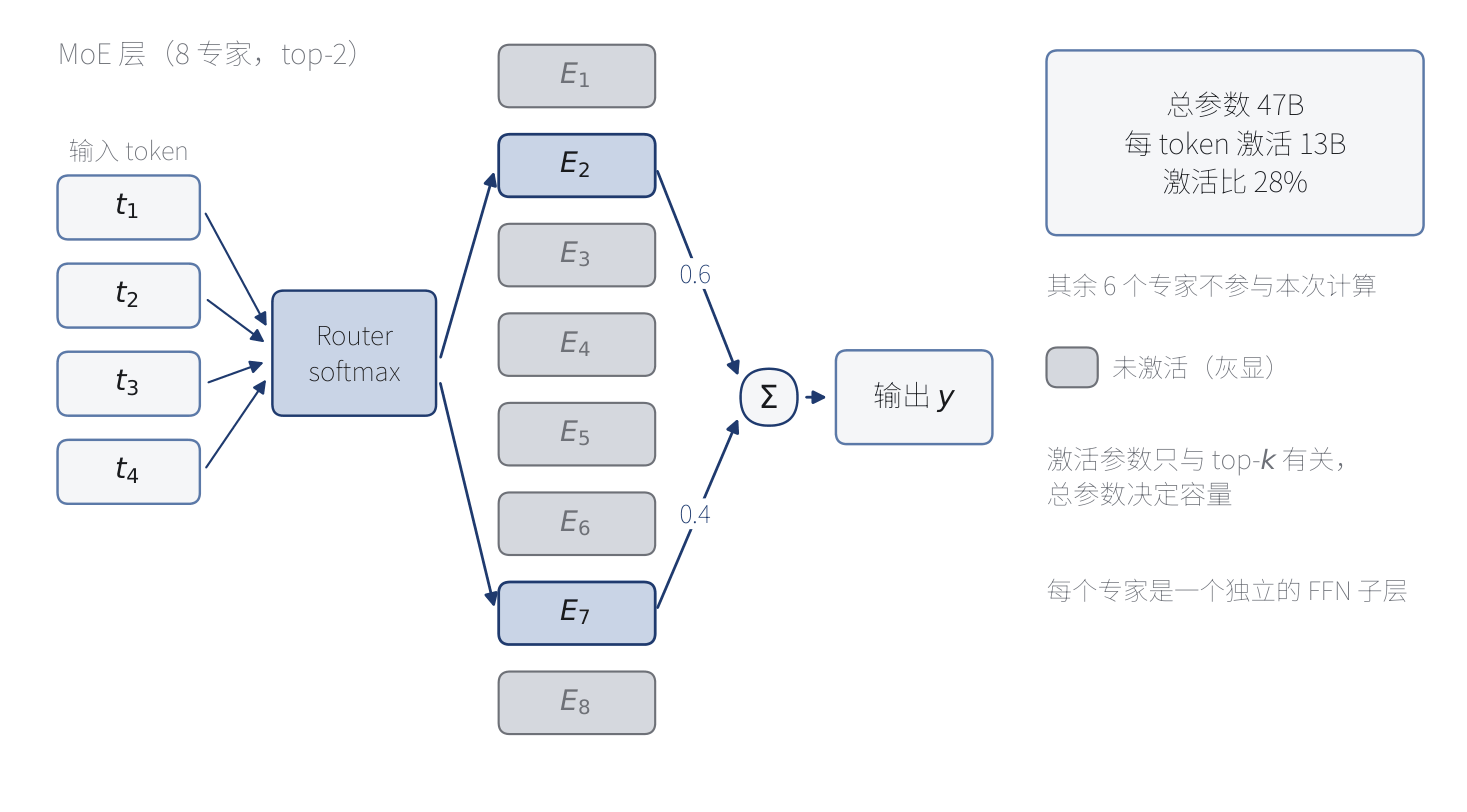 MoE 层（8 专家，top-2）
输入 token
t₁
t₂
t₃
t₄
Router
softmax
E₁
E₂
E₃
E₄
E₅
E₆
E₇
E₈
0.6
0.4
Σ
输出 y
总参数 47B
每 token 激活 13B
激活比 28%
其余 6 个专家不参与本次计算
未激活（灰显）
激活参数只与 top-k 有关，
总参数决定容量
每个专家是一个独立的 FFN 子层